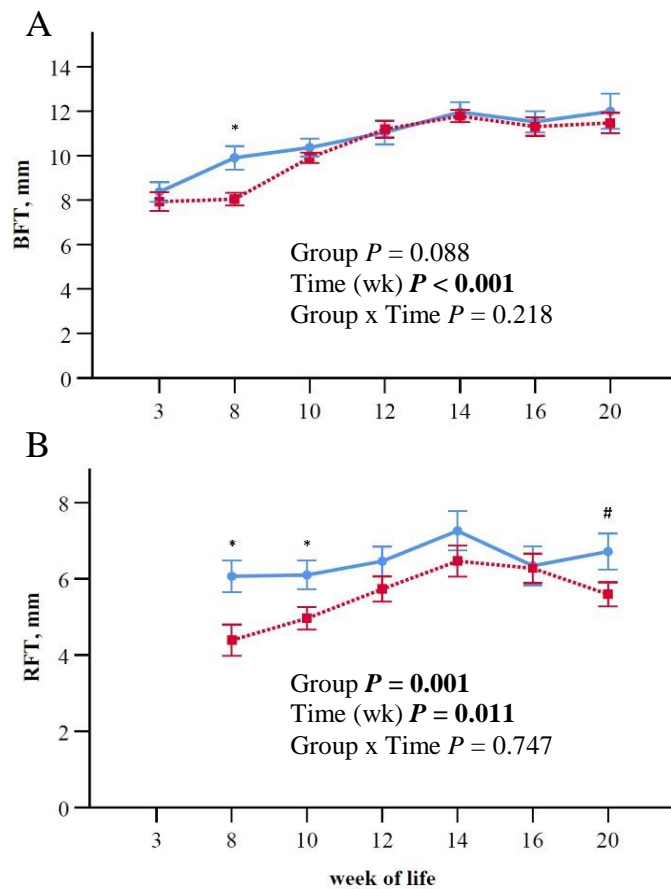 A
14
12
10
8
6
4
2
0
BFT, mm
*
Group P = 0.088
Time (wk) P < 0.001
Group x Time P = 0.218
3 8 10 12 14 16 20
B
8
6
4
2
0
RFT, mm
* * #
Group P = 0.001
Time (wk) P = 0.011
Group x Time P = 0.747
3 8 10 12 14 16 20
week of life